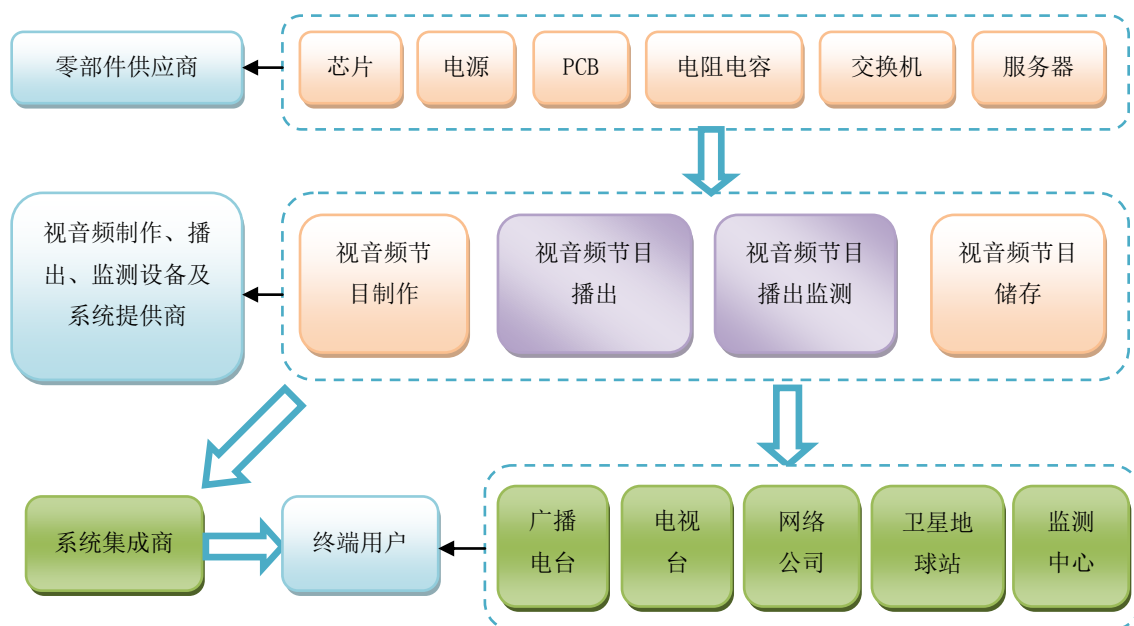 零部件供应商
芯片
电源
PCB
电阻电容
交换机
服务器
视音频制作、播
出、监测设备及
系统提供商
视音频节
目制作
视音频节目
播出
视音频节目
播出监测
视音频节目
储存
系统集成商
终端用户
广播
电台
电视
台
网络
公司
卫星地
球站
监测
中心